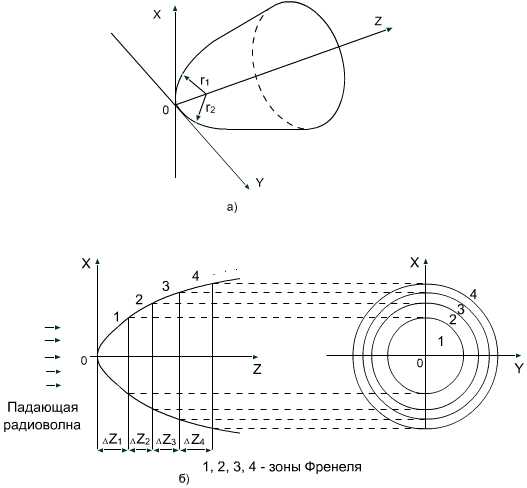 X
Z
r1
0
r2
Y
а)
X
X
1
2
3
4
4
3
2
1
0
Z
0
Y
Падающая
радиоволна
ΔZ1 ΔZ2 ΔZ3 ΔZ4
1, 2, 3, 4 - зоны Френеля
б)